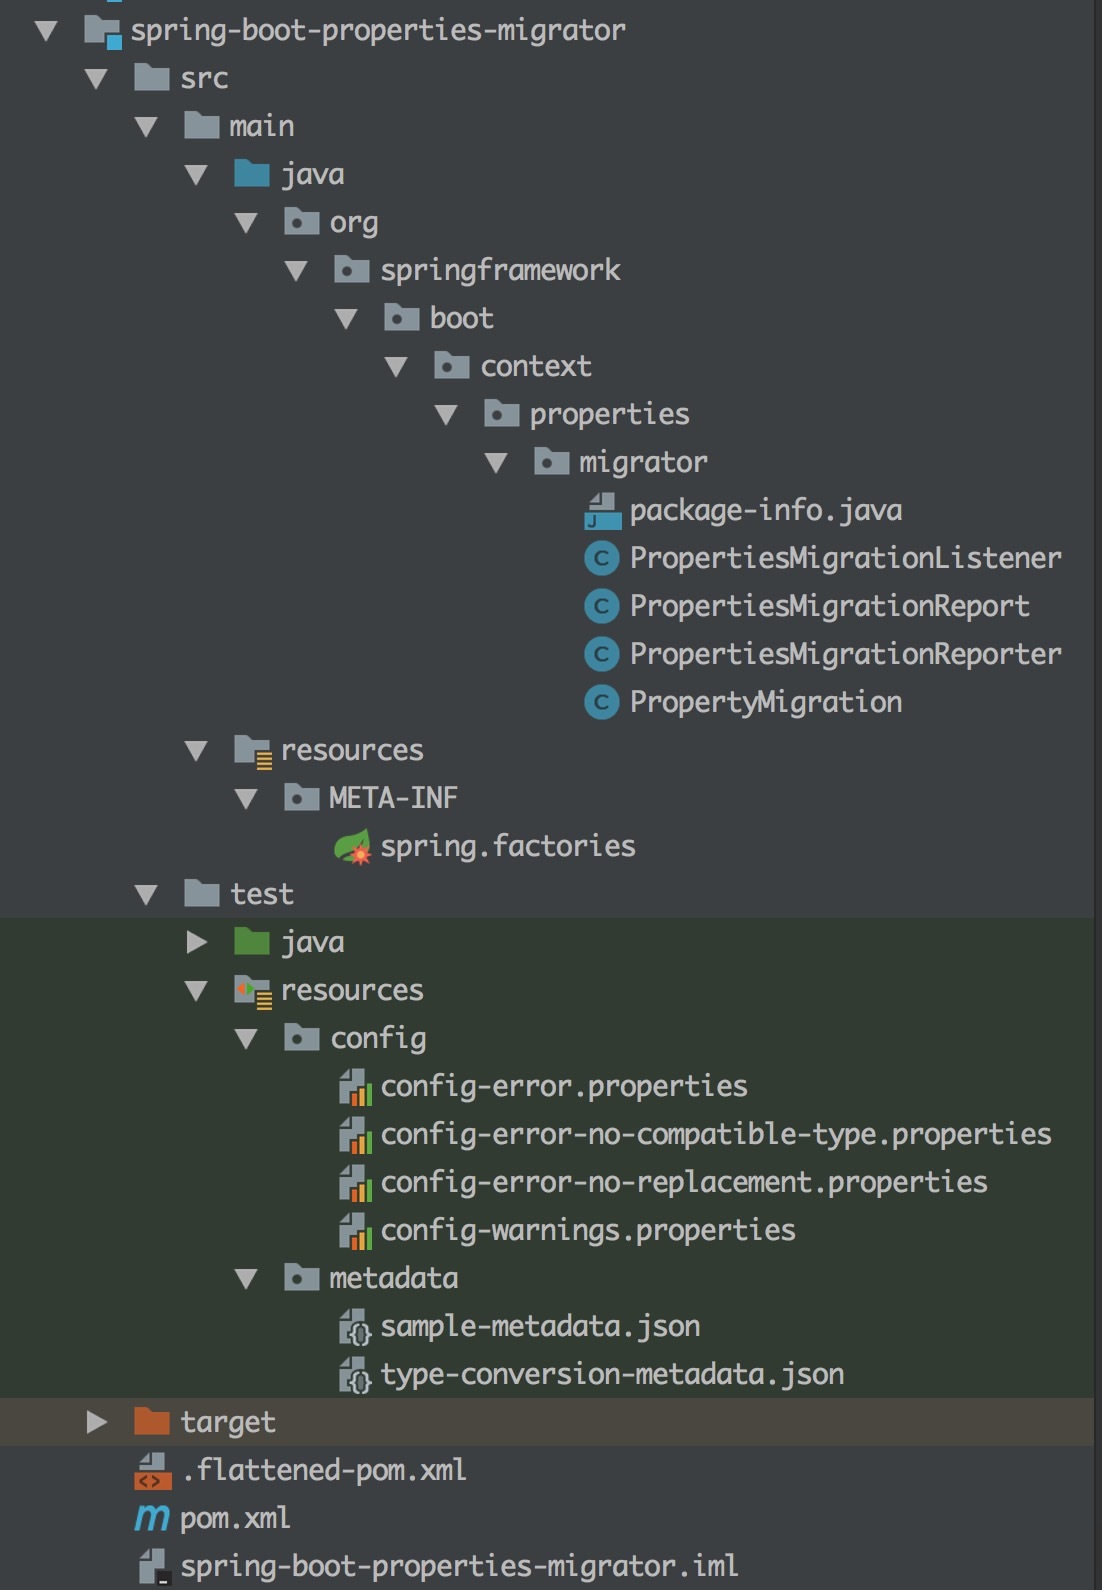 spring-boot-properties-migrator
src
main
java
org
springframework
boot
context
properties
migrator
package-info.java
PropertiesMigrationListener
PropertiesMigrationReport
PropertiesMigrationReporter
PropertyMigration
resources
META-INF
spring.factories
test
java
resources
config
config-error.properties
config-error-no-compatible-type.properties
config-error-no-replacement.properties
config-warnings.properties
metadata
sample-metadata.json
type-conversion-metadata.json
target
.flattened-pom.xml
pom.xml
spring-boot-properties-migrator.iml